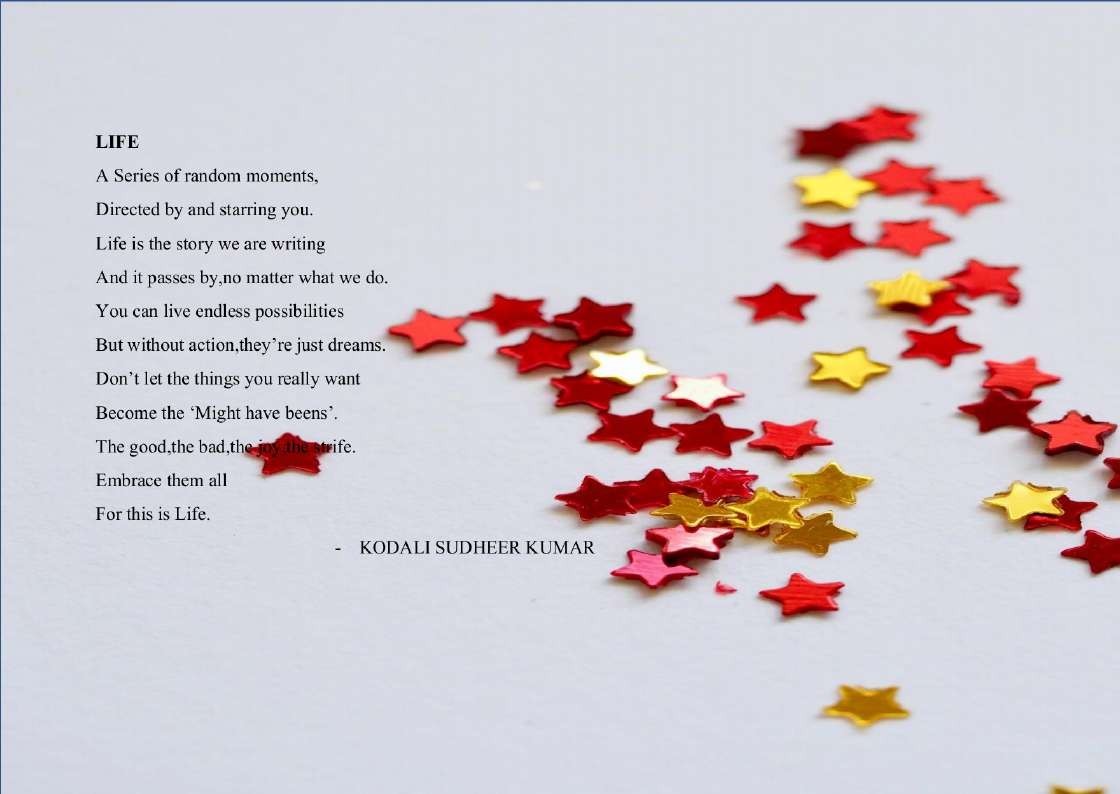 LIFE
A Series of random moments,
Directed by and starring you.
Life is the story we are writing
And it passes by,no matter what we do.
You can live endless possibilities
But without action,they’re just dreams.
Don’t let the things you really want
Become the ‘Might have beens’.
The good,the bad,the joy the strife.
Embrace them all
For this is Life.
- KODALI SUDHEER KUMAR